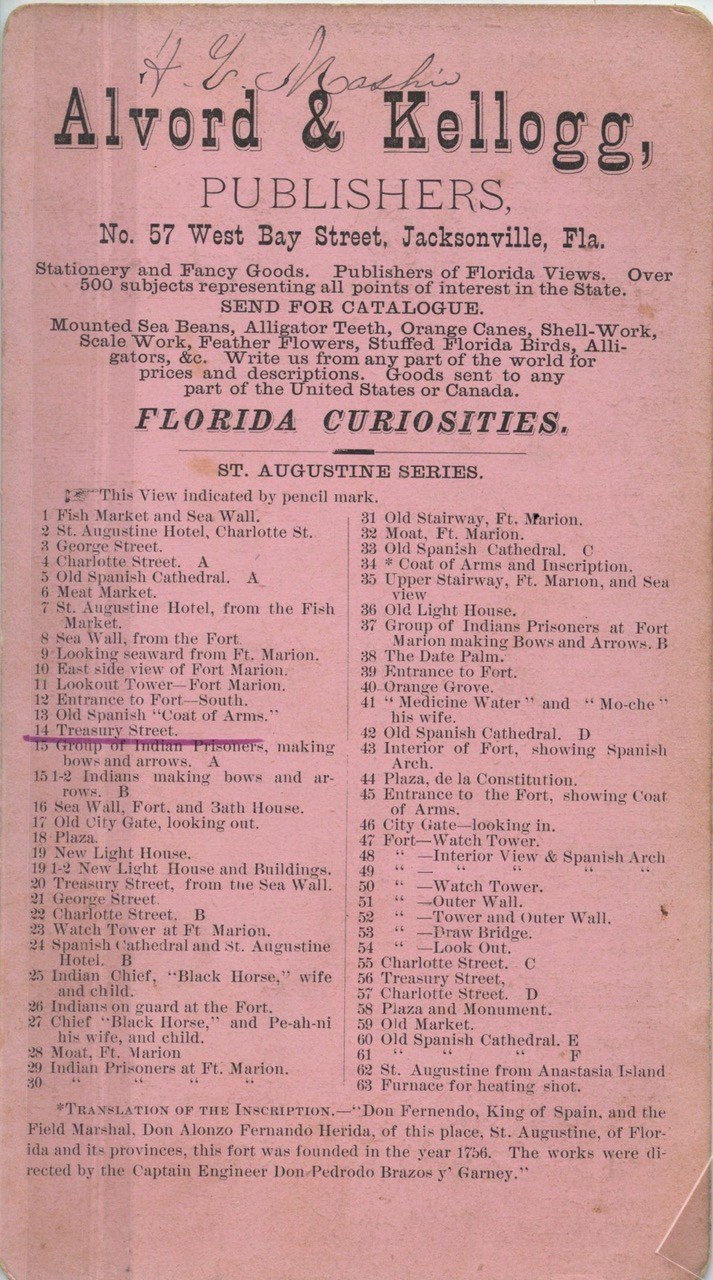 H. L. Mashie
Alvord & Kellogg,
PUBLISHERS,
No. 57 West Bay Street, Jacksonville, Fla.
Stationery and Fancy Goods. Publishers of Florida Views. Over
500 subjects representing all points of interest in the State.
SEND FOR CATALOGUE.
Mounted Sea Beans, Alligator Teeth, Orange Canes, Shell-Work,
Scale Work, Feather Flowers, Stuffed Florida Birds, Alli-
gators, &c. Write us from any part of the world for
prices and descriptions. Goods sent to any
part of the United States or Canada.
FLORIDA CURIOSITIES.
ST. AUGUSTINE SERIES.
☞ This View indicated by pencil mark.
1 Fish Market and Sea Wall.
2 St. Augustine Hotel, Charlotte St.
3 George Street.
4 Charlotte Street. A
5 Old Spanish Cathedral. A
6 Meat Market.
7 St. Augustine Hotel, from the Fish
Market.
8 Sea Wall, from the Fort.
9 Looking seaward from Ft. Marion.
10 East side view of Fort Marion.
11 Lookout Tower—Fort Marion.
12 Entrance to Fort—South.
13 Old Spanish "Coat of Arms."
14 Treasury Street.
15 Group of Indian Prisoners, making
bows and arrows. A
15 1-2 Indians making bows and ar-
rows. B
16 Sea Wall, Fort, and Bath House.
17 Old City Gate, looking out.
18 Plaza.
19 New Light House.
19 1-2 New Light House and Buildings.
20 Treasury Street, from the Sea Wall.
21 George Street.
22 Charlotte Street. B
23 Watch Tower at Ft Marion.
24 Spanish Cathedral and St. Augustine
Hotel. B
25 Indian Chief, "Black Horse," wife
and child.
26 Indians on guard at the Fort.
27 Chief "Black Horse," and Pe-ah-ni
his wife, and child.
28 Moat, Ft. Marion
29 Indian Prisoners at Ft. Marion.
30 " " " "
31 Old Stairway, Ft. Marion.
32 Moat, Ft. Marion.
33 Old Spanish Cathedral. C
34 * Coat of Arms and Inscription.
35 Upper Stairway, Ft. Marion, and Sea
view
36 Old Light House.
37 Group of Indians Prisoners at Fort
Marion making Bows and Arrows. B
38 The Date Palm.
39 Entrance to Fort.
40 Orange Grove.
41 "Medicine Water" and "Mo-che"
his wife.
42 Old Spanish Cathedral. D
43 Interior of Fort, showing Spanish
Arch.
44 Plaza, de la Constitution.
45 Entrance to the Fort, showing Coat
of Arms.
46 City Gate—looking in.
47 Fort—Watch Tower.
48 " —Interior View & Spanish Arch
49 " — " " " "
50 " —Watch Tower.
51 " —Outer Wall.
52 " —Tower and Outer Wall.
53 " —Draw Bridge.
54 " —Look Out.
55 Charlotte Street. C
56 Treasury Street,
57 Charlotte Street. D
58 Plaza and Monument.
59 Old Market.
60 Old Spanish Cathedral. E
61 " " " F
62 St. Augustine from Anastasia Island
63 Furnace for heating shot.
*TRANSLATION OF THE INSCRIPTION.—"Don Fernendo, King of Spain, and the
Field Marshal, Don Alonzo Fernando Herida, of this place, St. Augustine, of Flor-
ida and its provinces, this fort was founded in the year 1756. The works were di-
rected by the Captain Engineer Don Pedrodo Brazos y' Garney."